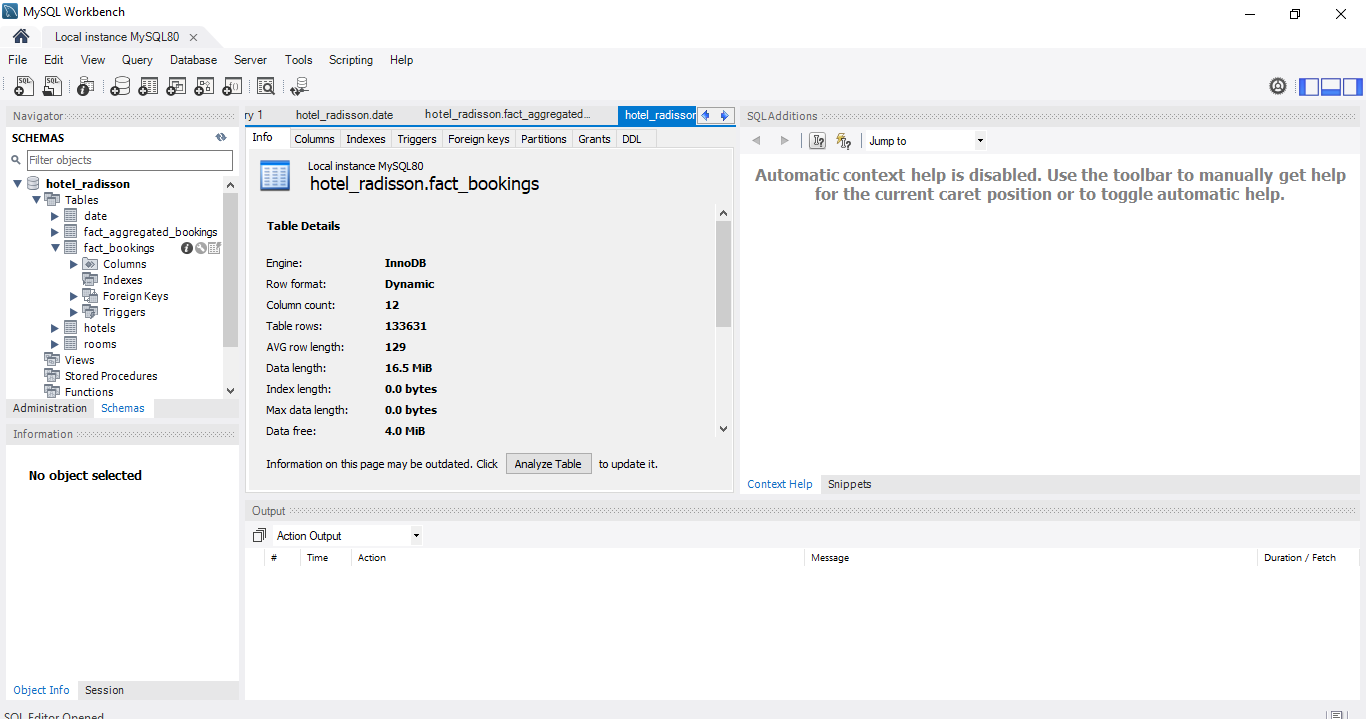 MySQL Workbench
Local instance MySQL80
File Edit View Query Database Server Tools Scripting Help
Navigator
SCHEMAS
Filter objects
hotel_radisson
Tables
date
fact_aggregated_bookings
fact_bookings
Columns
Indexes
Foreign Keys
Triggers
hotels
rooms
Views
Stored Procedures
Functions
Administration Schemas
Information
No object selected
Object Info Session
ry 1 hotel_radisson.date hotel_radisson.fact_aggregated... hotel_radisson
Info Columns Indexes Triggers Foreign keys Partitions Grants DDL
Local instance MySQL80
hotel_radisson.fact_bookings
Table Details
Engine: InnoDB
Row format: Dynamic
Column count: 12
Table rows: 133631
AVG row length: 129
Data length: 16.5 MiB
Index length: 0.0 bytes
Max data length: 0.0 bytes
Data free: 4.0 MiB
Information on this page may be outdated. Click Analyze Table to update it.
SQLAdditions
Jump to
Automatic context help is disabled. Use the toolbar to manually get help
for the current caret position or to toggle automatic help.
Context Help Snippets
Output
Action Output
# Time Action Message Duration / Fetch
SQL Editor Opened.